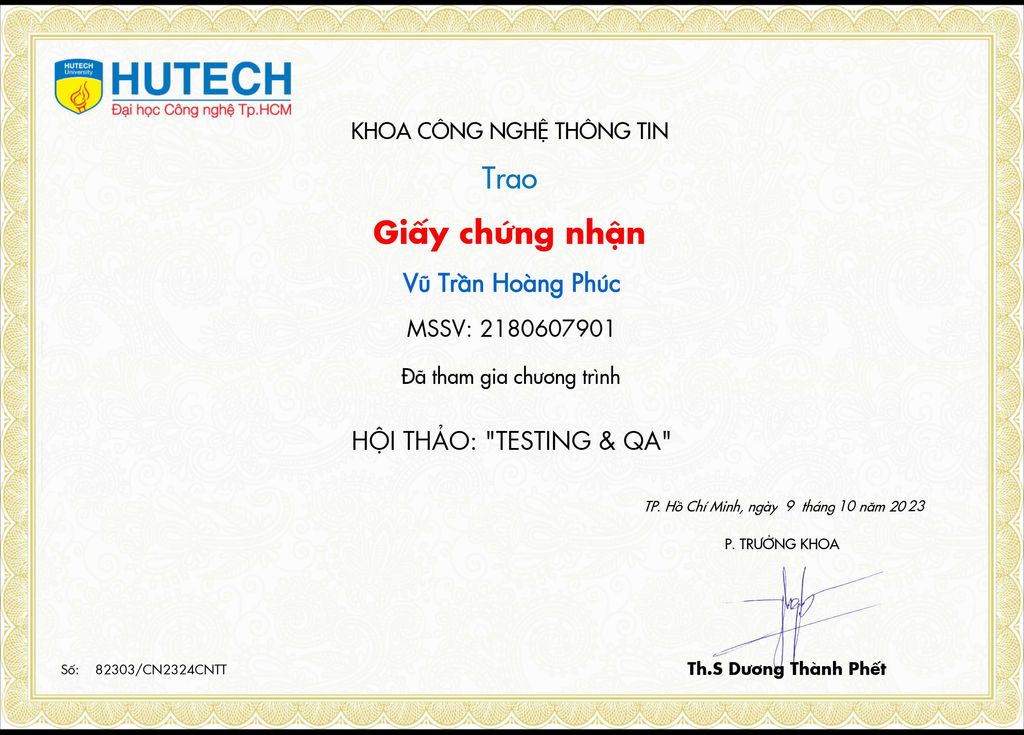 HUTECH
University
HUTECH
Đại học Công nghệ Tp.HCM
KHOA CÔNG NGHỆ THÔNG TIN
Trao
Giấy chứng nhận
Vũ Trần Hoàng Phúc
MSSV: 2180607901
Đã tham gia chương trình
HỘI THẢO: "TESTING & QA"
TP. Hồ Chí Minh, ngày 9 tháng 10 năm 2023
P. TRƯỞNG KHOA
Th.S Dương Thành Phết
Số: 82303/CN2324CNTT